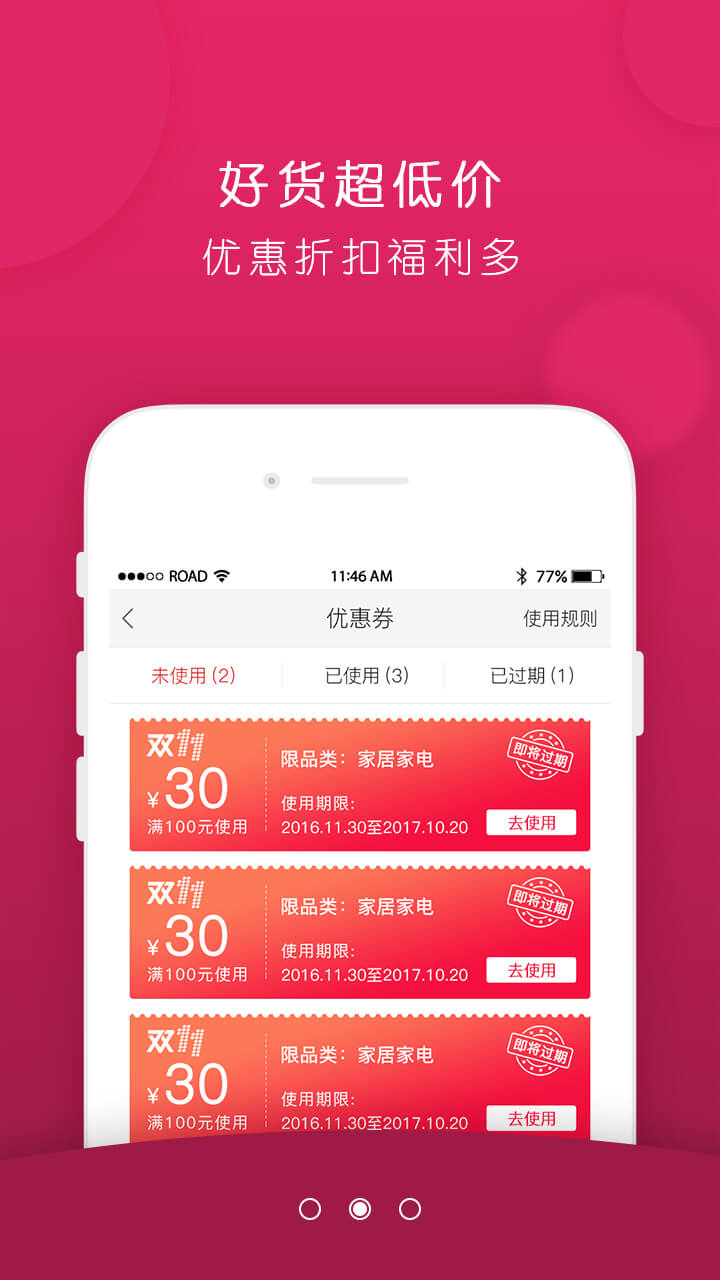 好货超低价
优惠折扣福利多
ROAD 11:46 AM 77%
优惠券 使用规则
未使用 (2) 已使用 (3) 已过期 (1)
双11
¥30
满100元使用
限品类：家居家电
使用期限:
2016.11.30至2017.10.20
即将过期
去使用
双11
¥30
满100元使用
限品类：家居家电
使用期限:
2016.11.30至2017.10.20
即将过期
去使用
双11
¥30
满100元使用
限品类：家居家电
使用期限:
2016.11.30至2017.10.20
即将过期
去使用